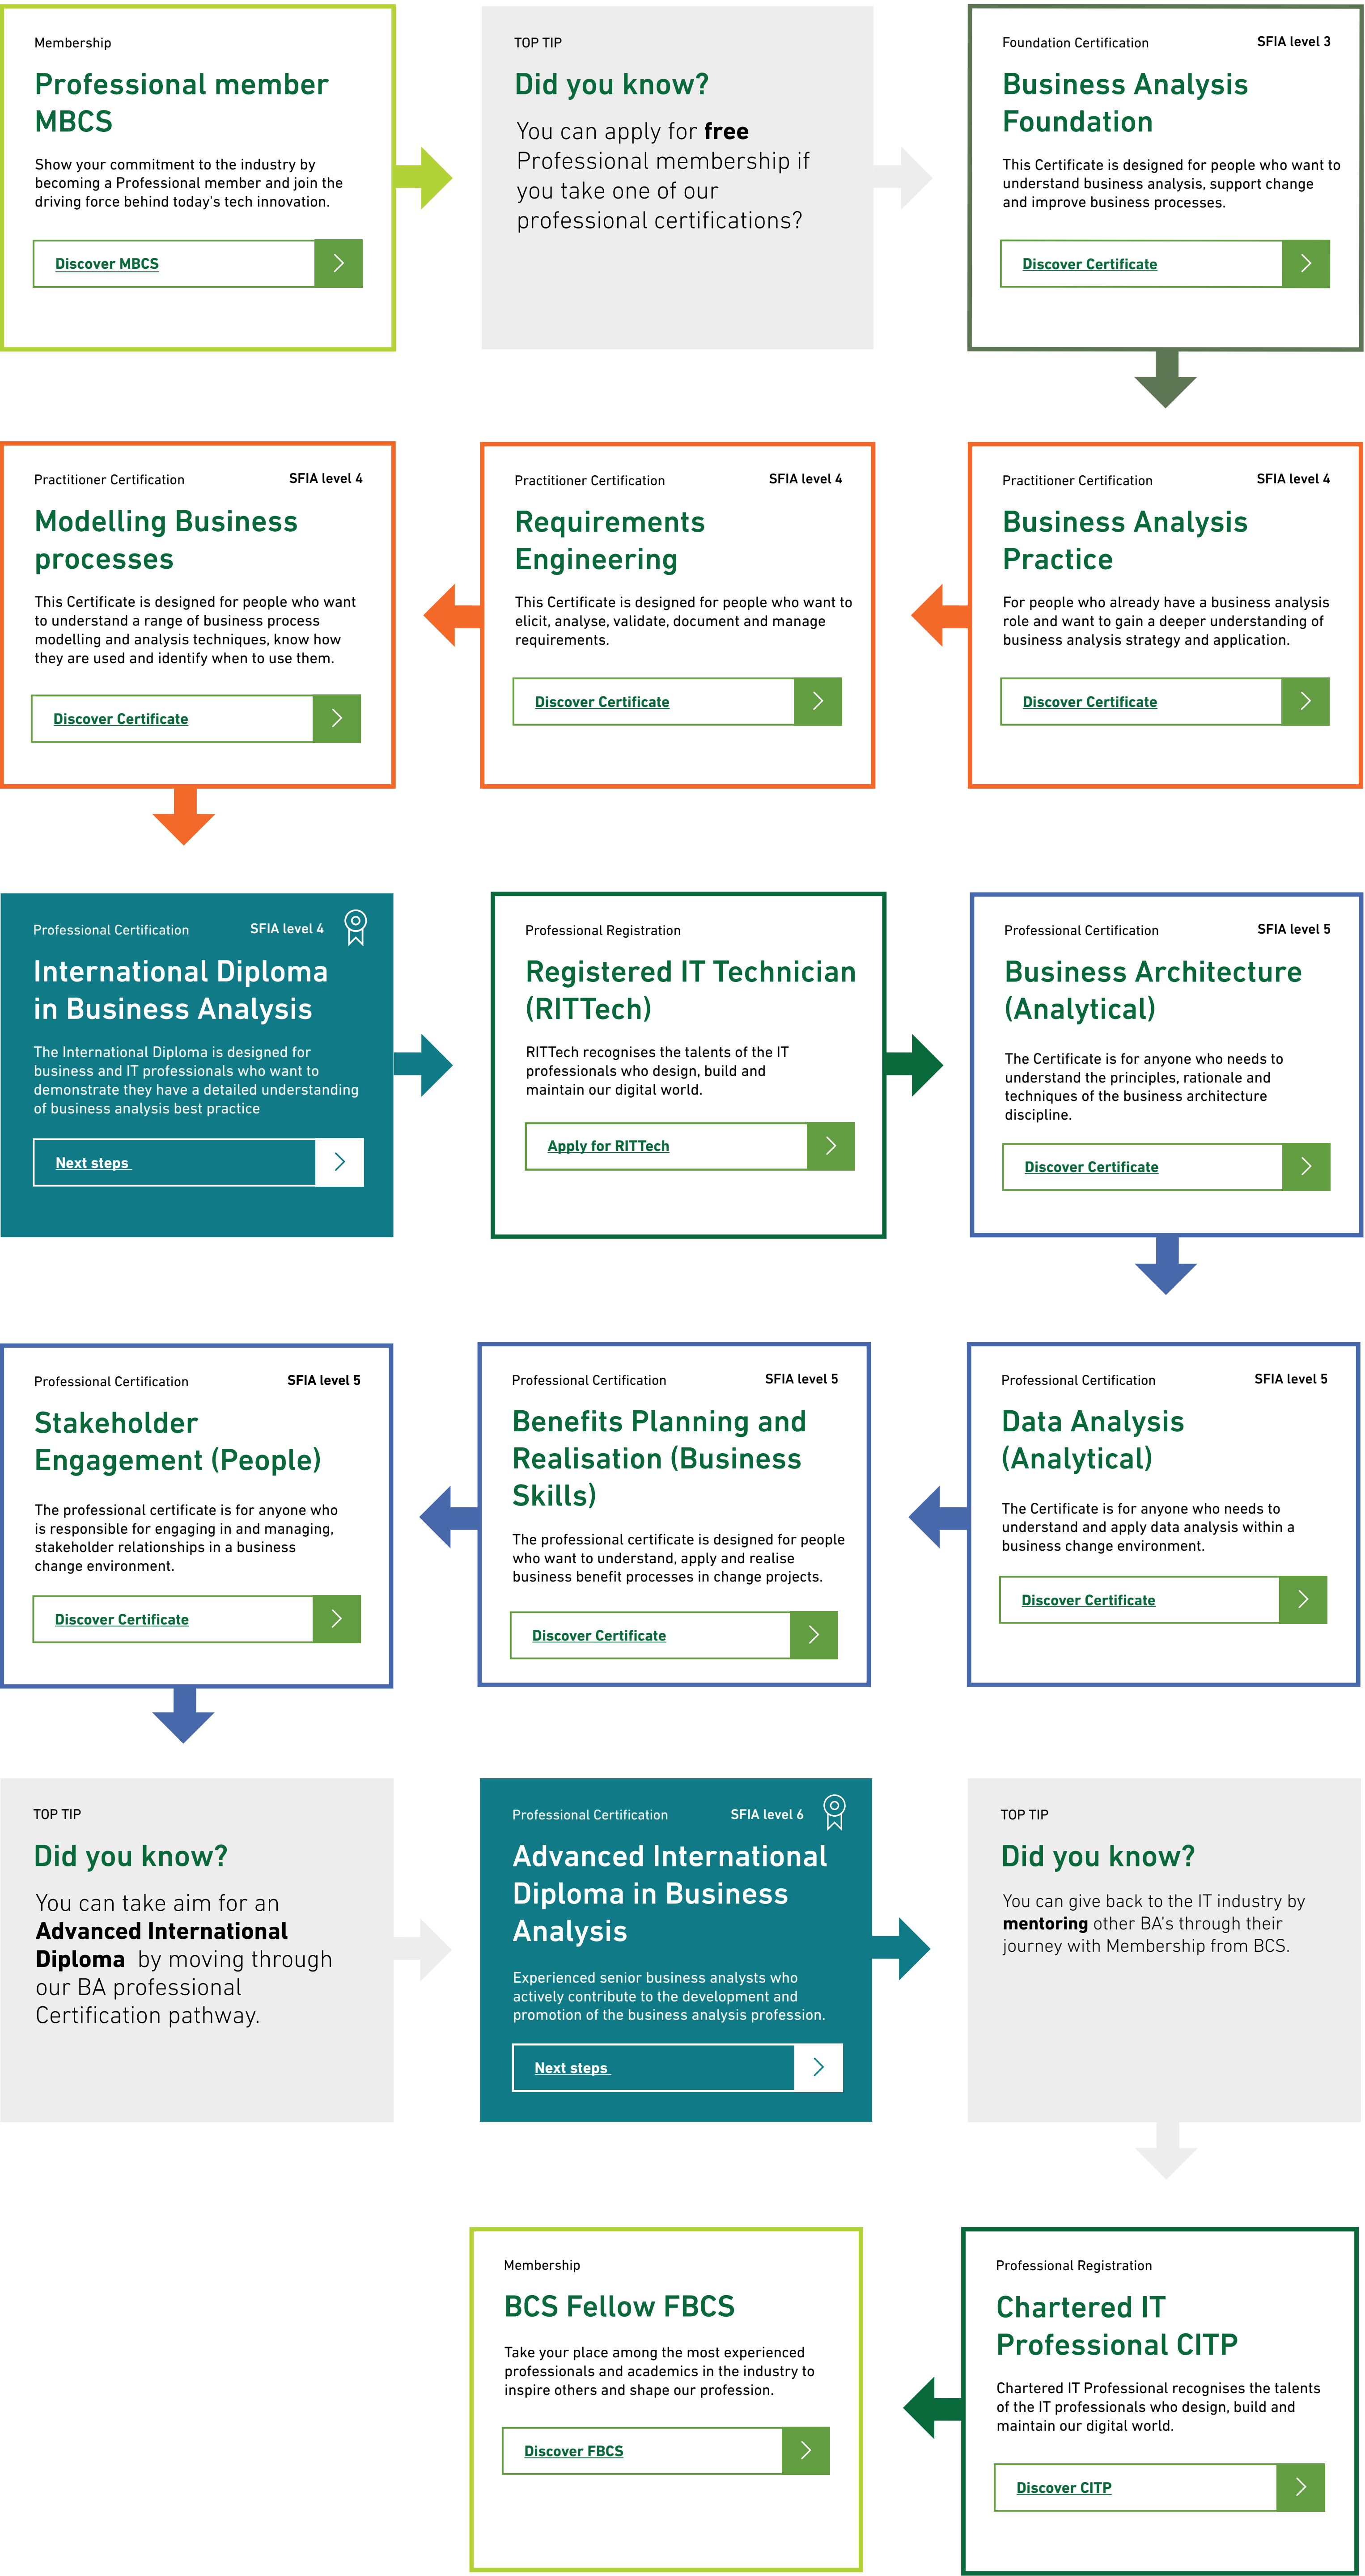 Membership
Professional member
MBCS
Show your commitment to the industry by
becoming a Professional member and join the
driving force behind today's tech innovation.
Discover MBCS
TOP TIP
Did you know?
You can apply for free
Professional membership if
you take one of our
professional certifications?
Foundation Certification SFIA level 3
Business Analysis
Foundation
This Certificate is designed for people who want to
understand business analysis, support change
and improve business processes.
Discover Certificate
Practitioner Certification SFIA level 4
Business Analysis
Practice
For people who already have a business analysis
role and want to gain a deeper understanding of
business analysis strategy and application.
Discover Certificate
Practitioner Certification SFIA level 4
Requirements
Engineering
This Certificate is designed for people who want to
elicit, analyse, validate, document and manage
requirements.
Discover Certificate
Practitioner Certification SFIA level 4
Modelling Business
processes
This Certificate is designed for people who want
to understand a range of business process
modelling and analysis techniques, know how
they are used and identify when to use them.
Discover Certificate
Professional Certification SFIA level 4
International Diploma
in Business Analysis
The International Diploma is designed for
business and IT professionals who want to
demonstrate they have a detailed understanding
of business analysis best practice
Next steps
Professional Registration
Registered IT Technician
(RITTech)
RITTech recognises the talents of the IT
professionals who design, build and
maintain our digital world.
Apply for RITTech
Professional Certification SFIA level 5
Business Architecture
(Analytical)
The Certificate is for anyone who needs to
understand the principles, rationale and
techniques of the business architecture
discipline.
Discover Certificate
Professional Certification SFIA level 5
Data Analysis
(Analytical)
The Certificate is for anyone who needs to
understand and apply data analysis within a
business change environment.
Discover Certificate
Professional Certification SFIA level 5
Benefits Planning and
Realisation (Business
Skills)
The professional certificate is designed for people
who want to understand, apply and realise
business benefit processes in change projects.
Discover Certificate
Professional Certification SFIA level 5
Stakeholder
Engagement (People)
The professional certificate is for anyone who
is responsible for engaging in and managing,
stakeholder relationships in a business
change environment.
Discover Certificate
TOP TIP
Did you know?
You can take aim for an
Advanced International
Diploma by moving through
our BA professional
Certification pathway.
Professional Certification SFIA level 6
Advanced International
Diploma in Business
Analysis
Experienced senior business analysts who
actively contribute to the development and
promotion of the business analysis profession.
Next steps
TOP TIP
Did you know?
You can give back to the IT industry by
mentoring other BA's through their
journey with Membership from BCS.
Professional Registration
Chartered IT
Professional CITP
Chartered IT Professional recognises the talents
of the IT professionals who design, build and
maintain our digital world.
Discover CITP
Membership
BCS Fellow FBCS
Take your place among the most experienced
professionals and academics in the industry to
inspire others and shape our profession.
Discover FBCS